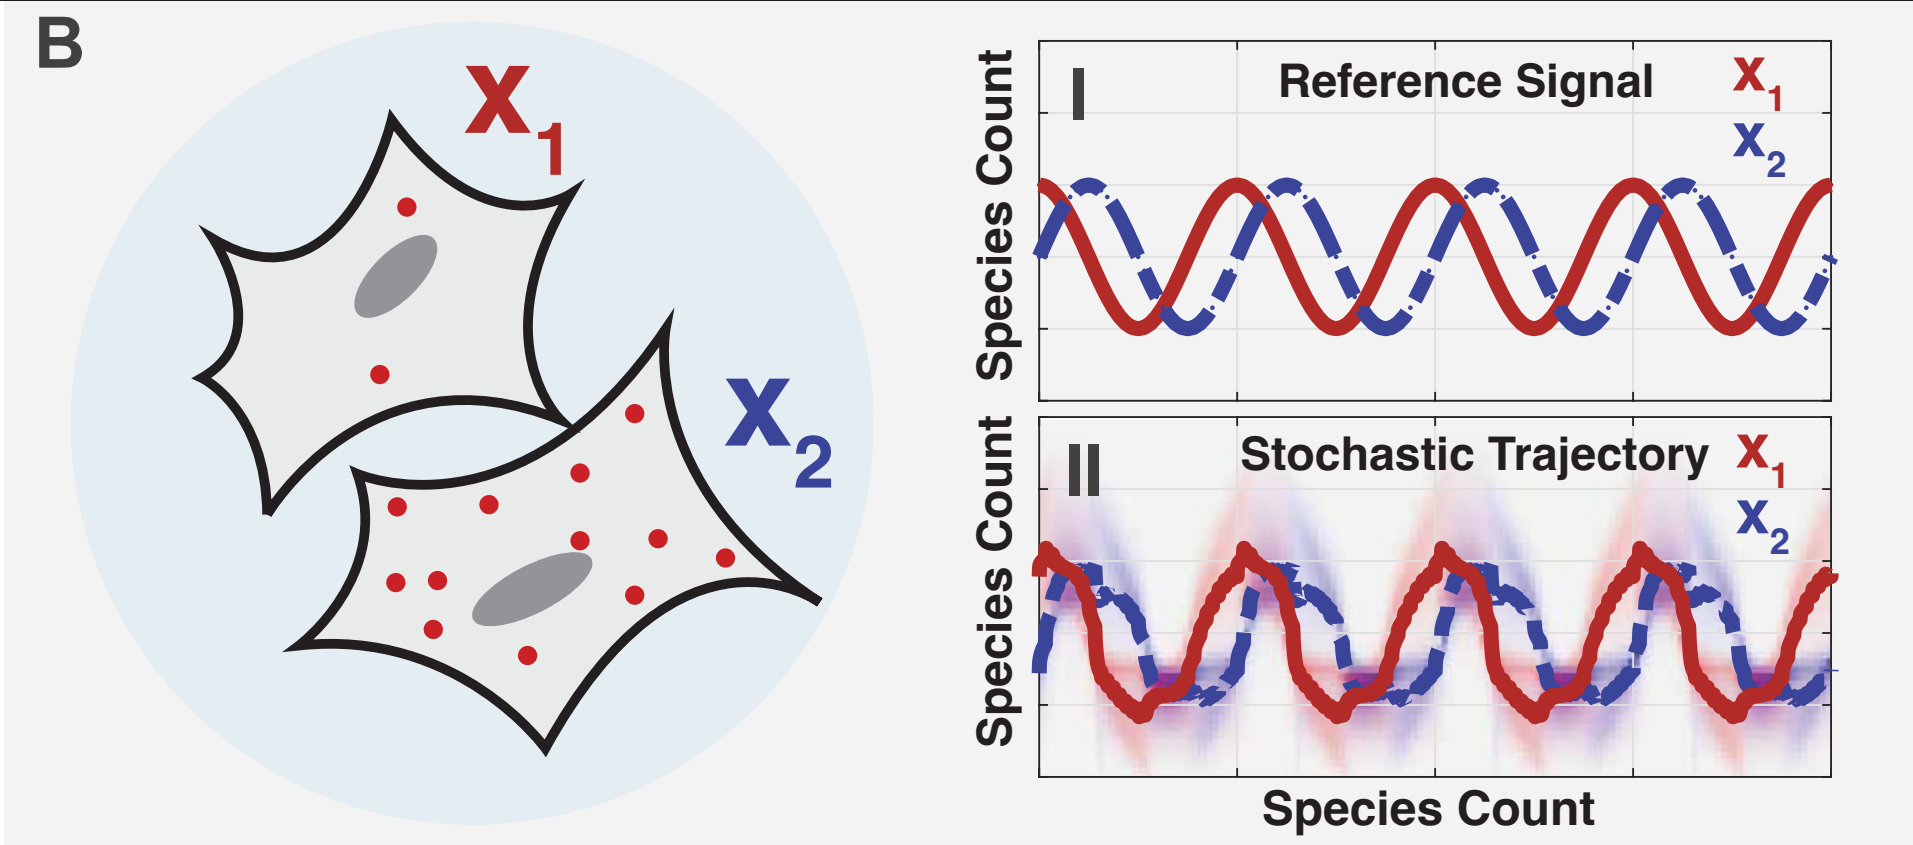 B
x1
x2
I
Reference Signal
x1
x2
Species Count
II
Stochastic Trajectory
x1
x2
Species Count
Species Count